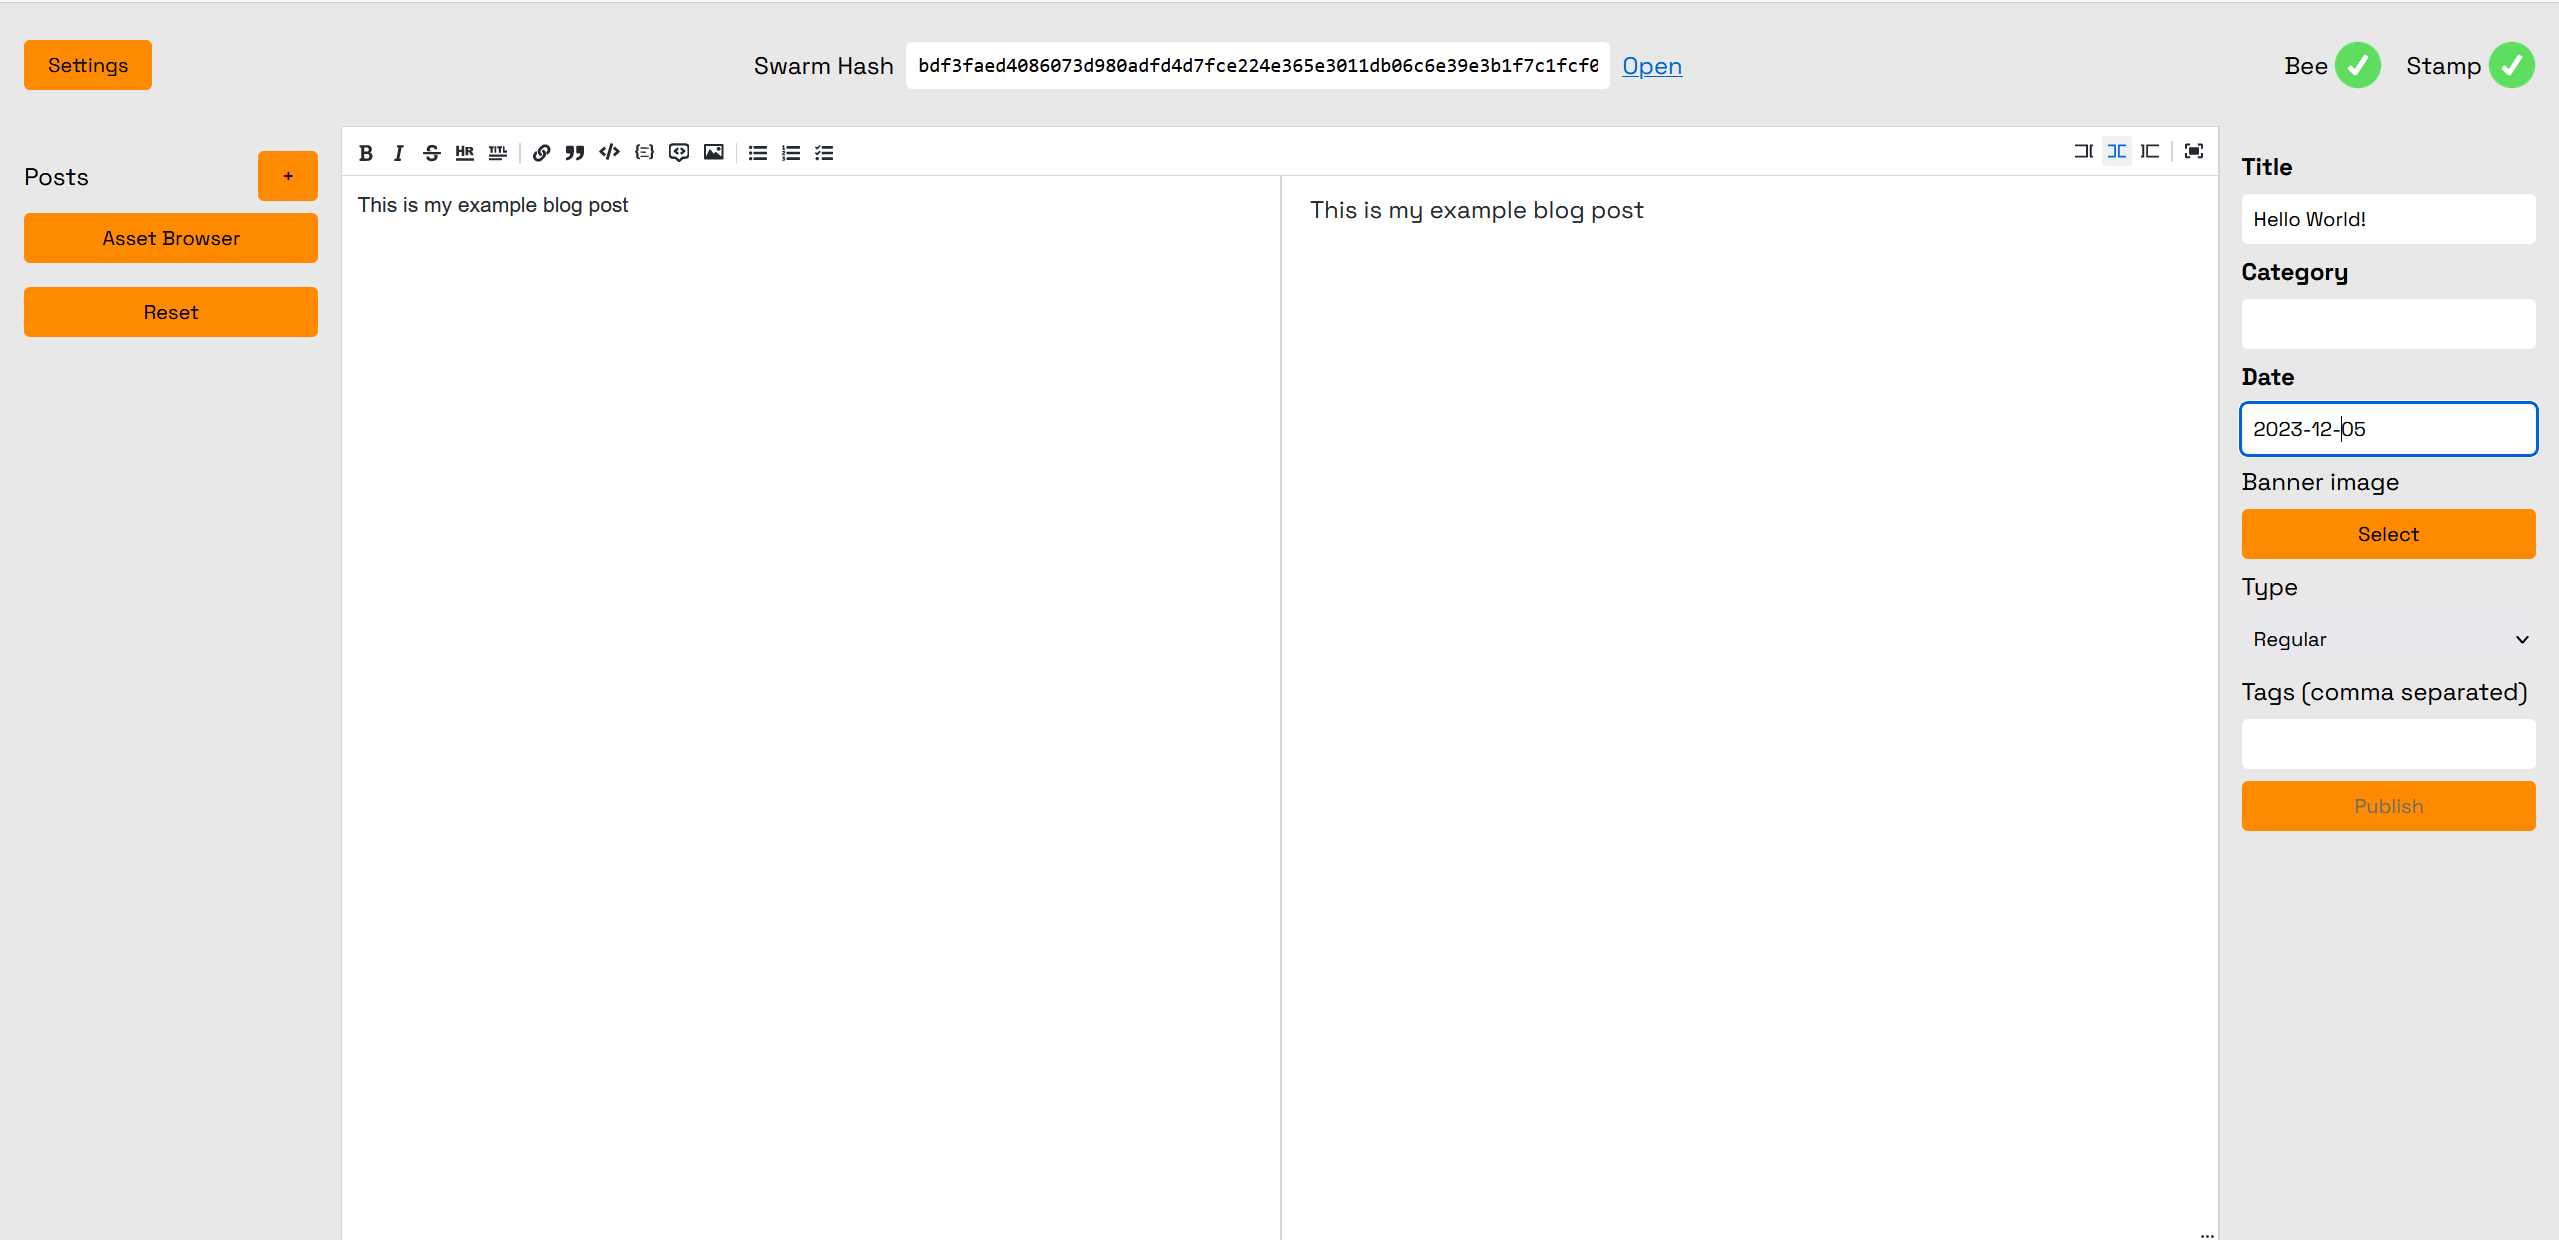 Settings
Swarm Hash bdf3faed4086073d980adfd4d7fce224e365e3011db06c6e39e3b1f7c1fcf0 Open
Bee Stamp
Posts +
Asset Browser
Reset
B I S HR TITL
This is my example blog post
This is my example blog post
Title
Hello World!
Category
Date
2023-12-05
Banner image
Select
Type
Regular
Tags (comma separated)
Publish